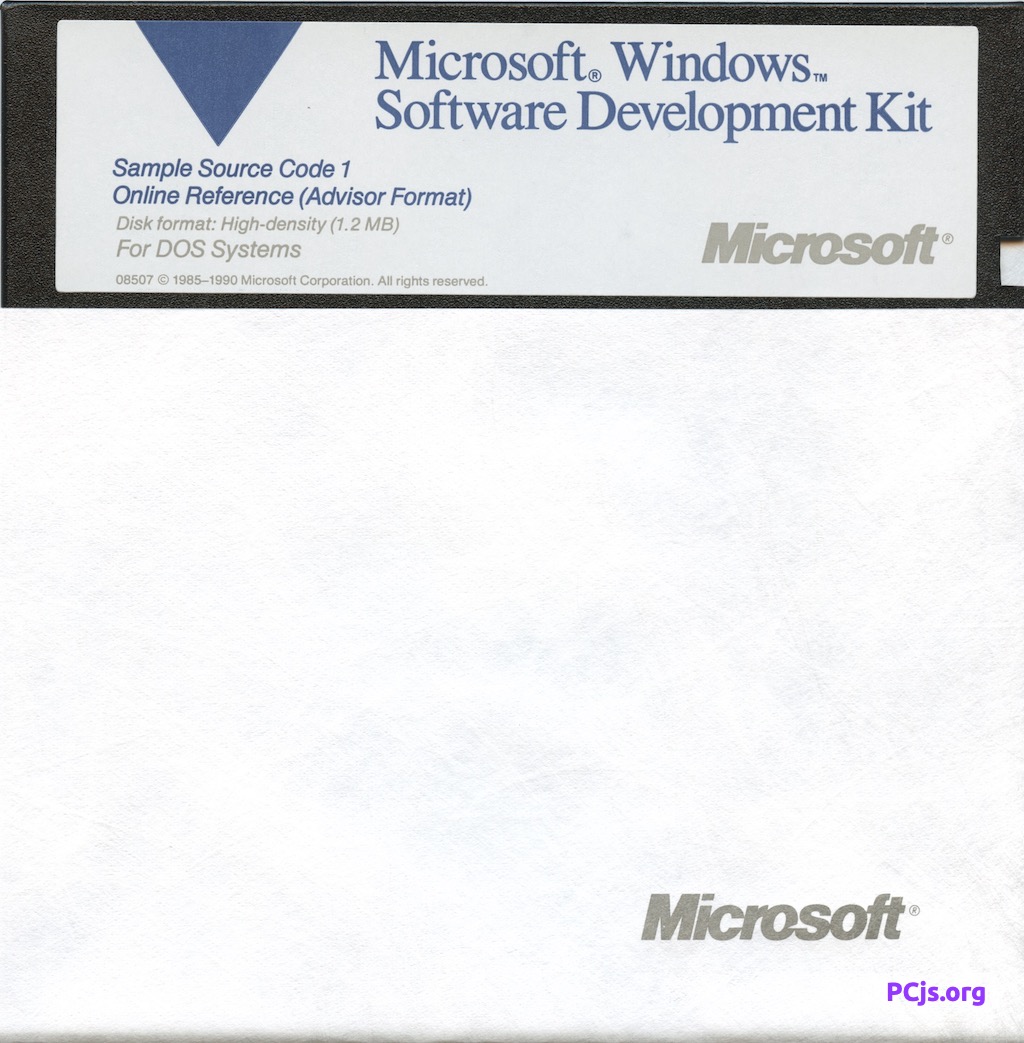 Microsoft® Windows™
Software Development Kit
Sample Source Code 1
Online Reference (Advisor Format)
Disk format: High-density (1.2 MB)
For DOS Systems
Microsoft®
08507 © 1985–1990 Microsoft Corporation. All rights reserved.
Microsoft®
PCjs.org